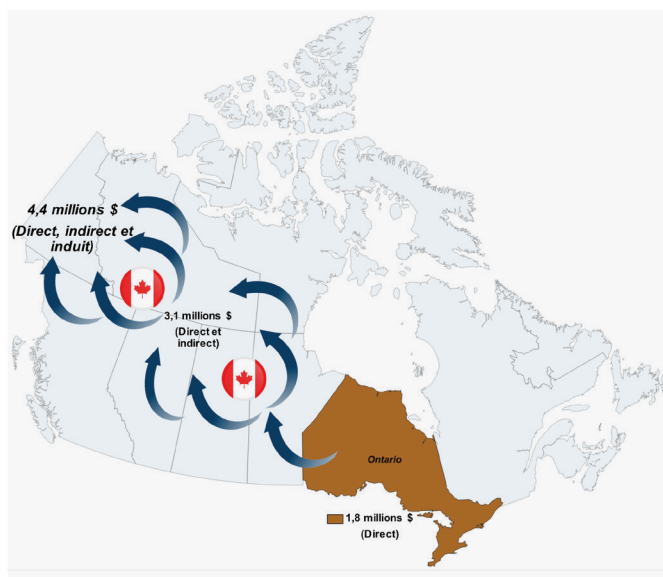 4,4 millions $
(Direct, indirect et
induit)
3,1 millions $
(Direct et
indirect)
Ontario
1,8 millions $
(Direct)